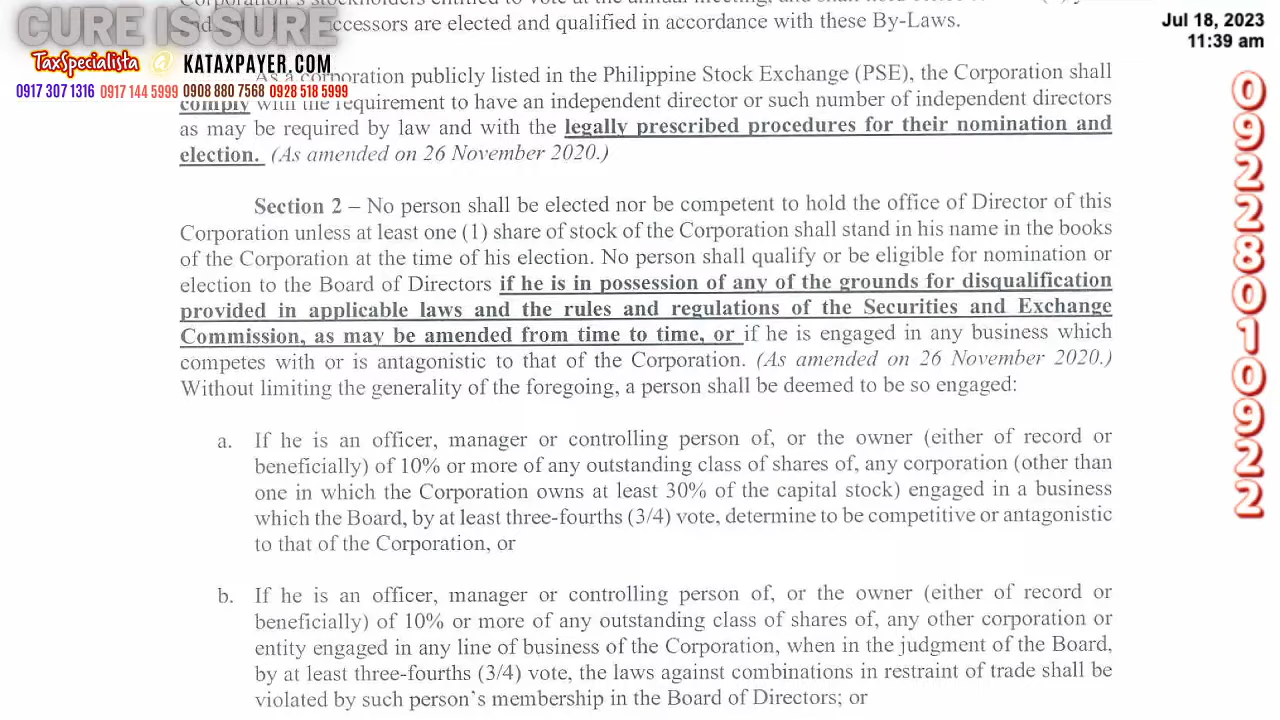 Corporation's stockholders entitled to vote at the annual meeting, and shall hold office
CURE IS SURE
successors are elected and qualified in accordance with these By-Laws.
Jul 18, 2023
11:39 am
TaxSpecialista @ KATAXPAYER.COM
As a corporation publicly listed in the Philippine Stock Exchange (PSE), the Corporation shall
0917 307 1316 0917 144 5999 0908 880 7568 0928 518 5999
comply with the requirement to have an independent director or such number of independent directors
as may be required by law and with the legally prescribed procedures for their nomination and
election. (As amended on 26 November 2020.)
Section 2 – No person shall be elected nor be competent to hold the office of Director of this
Corporation unless at least one (1) share of stock of the Corporation shall stand in his name in the books
of the Corporation at the time of his election. No person shall qualify or be eligible for nomination or
election to the Board of Directors if he is in possession of any of the grounds for disqualification
provided in applicable laws and the rules and regulations of the Securities and Exchange
Commission, as may be amended from time to time, or if he is engaged in any business which
competes with or is antagonistic to that of the Corporation. (As amended on 26 November 2020.)
Without limiting the generality of the foregoing, a person shall be deemed to be so engaged:
a. If he is an officer, manager or controlling person of, or the owner (either of record or
beneficially) of 10% or more of any outstanding class of shares of, any corporation (other than
one in which the Corporation owns at least 30% of the capital stock) engaged in a business
which the Board, by at least three-fourths (3/4) vote, determine to be competitive or antagonistic
to that of the Corporation, or
b. If he is an officer, manager or controlling person of, or the owner (either of record or
beneficially) of 10% or more of any outstanding class of shares of, any other corporation or
entity engaged in any line of business of the Corporation, when in the judgment of the Board,
by at least three-fourths (3/4) vote, the laws against combinations in restraint of trade shall be
violated by such person's membership in the Board of Directors; or
09228010922